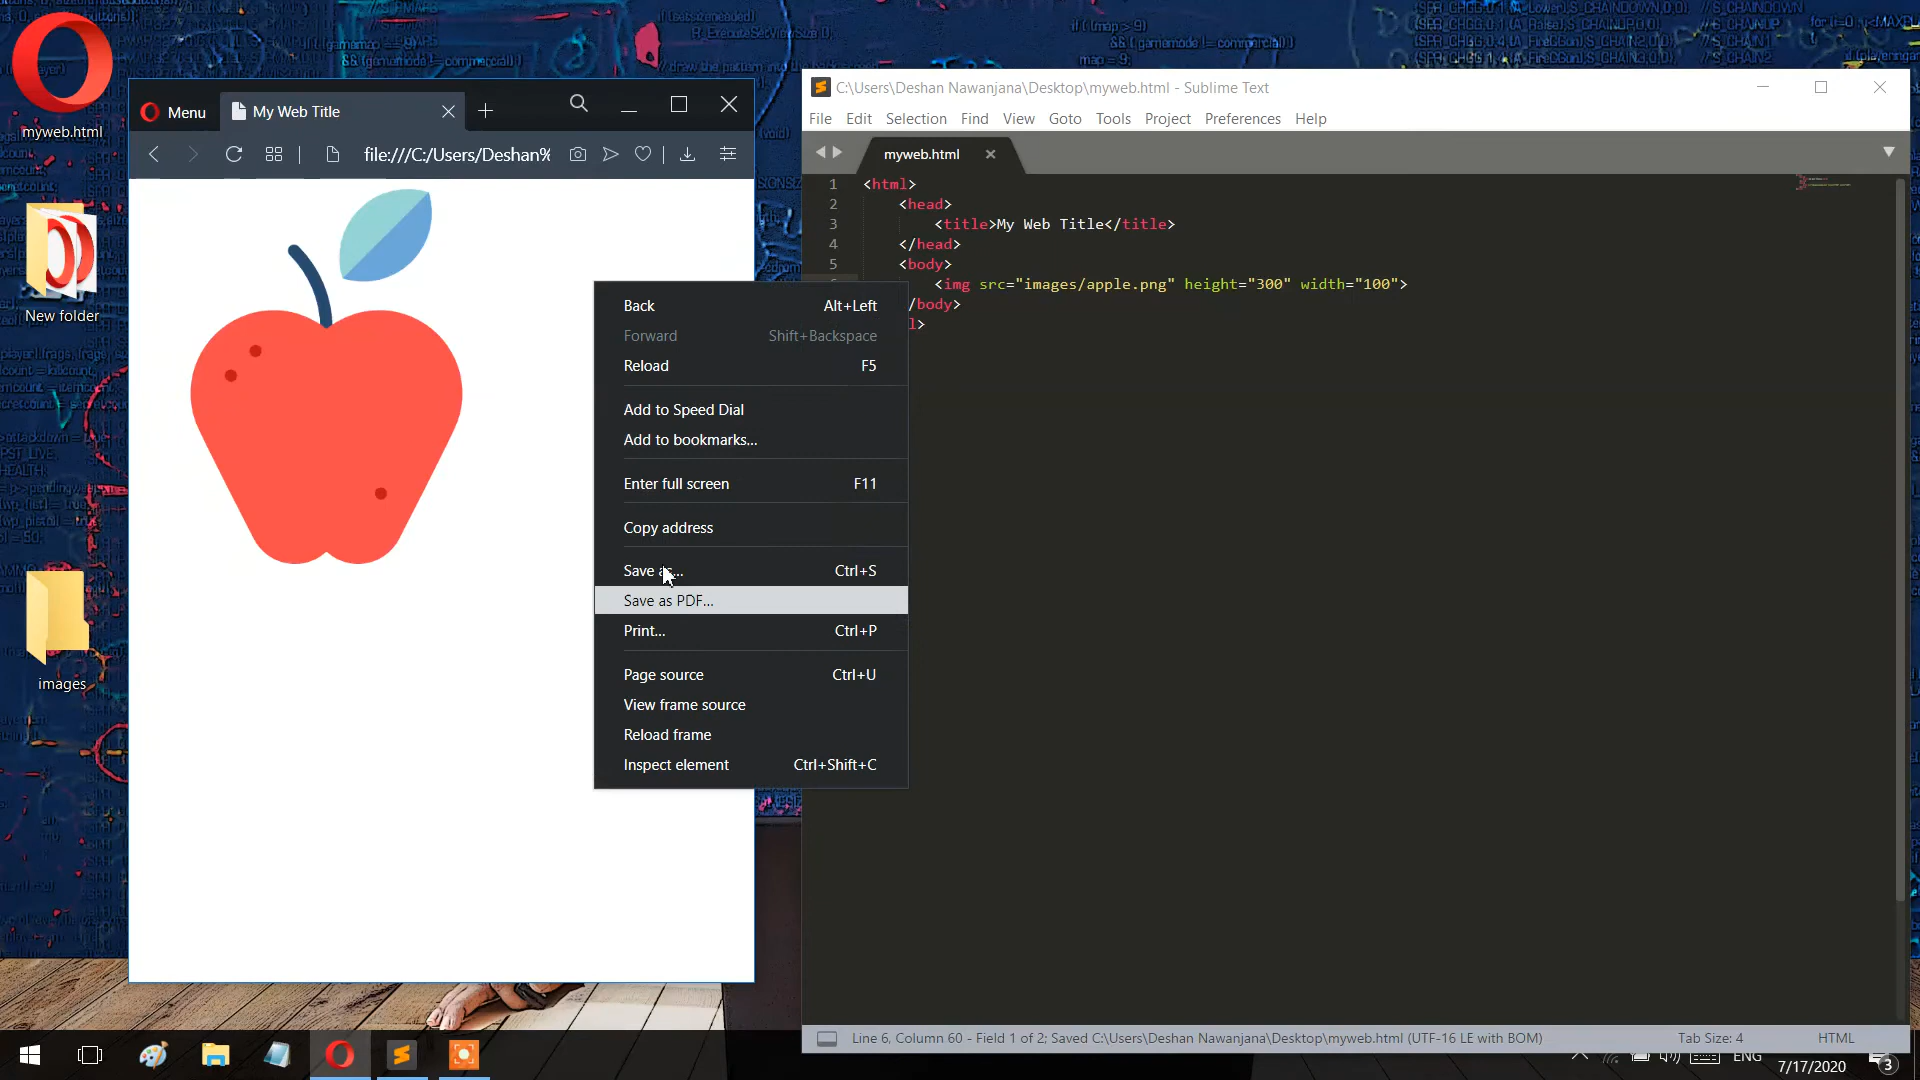 myweb.html
New folder
images
Menu
My Web Title
file:///C:/Users/Deshan%
Back Alt+Left
Forward Shift+Backspace
Reload F5
Add to Speed Dial
Add to bookmarks...
Enter full screen F11
Copy address
Save as... Ctrl+S
Save as PDF...
Print... Ctrl+P
Page source Ctrl+U
View frame source
Reload frame
Inspect element Ctrl+Shift+C
C:\Users\Deshan Nawanjana\Desktop\myweb.html - Sublime Text
File Edit Selection Find View Goto Tools Project Preferences Help
myweb.html
1 <html>
2 <head>
3 <title>My Web Title</title>
4 </head>
5 <body>
<img src="images/apple.png" height="300" width="100">
/body>
l>
Line 6, Column 60 - Field 1 of 2; Saved C:\Users\Deshan Nawanjana\Desktop\myweb.html (UTF-16 LE with BOM) Tab Size: 4 HTML
ENG
7/17/2020
3